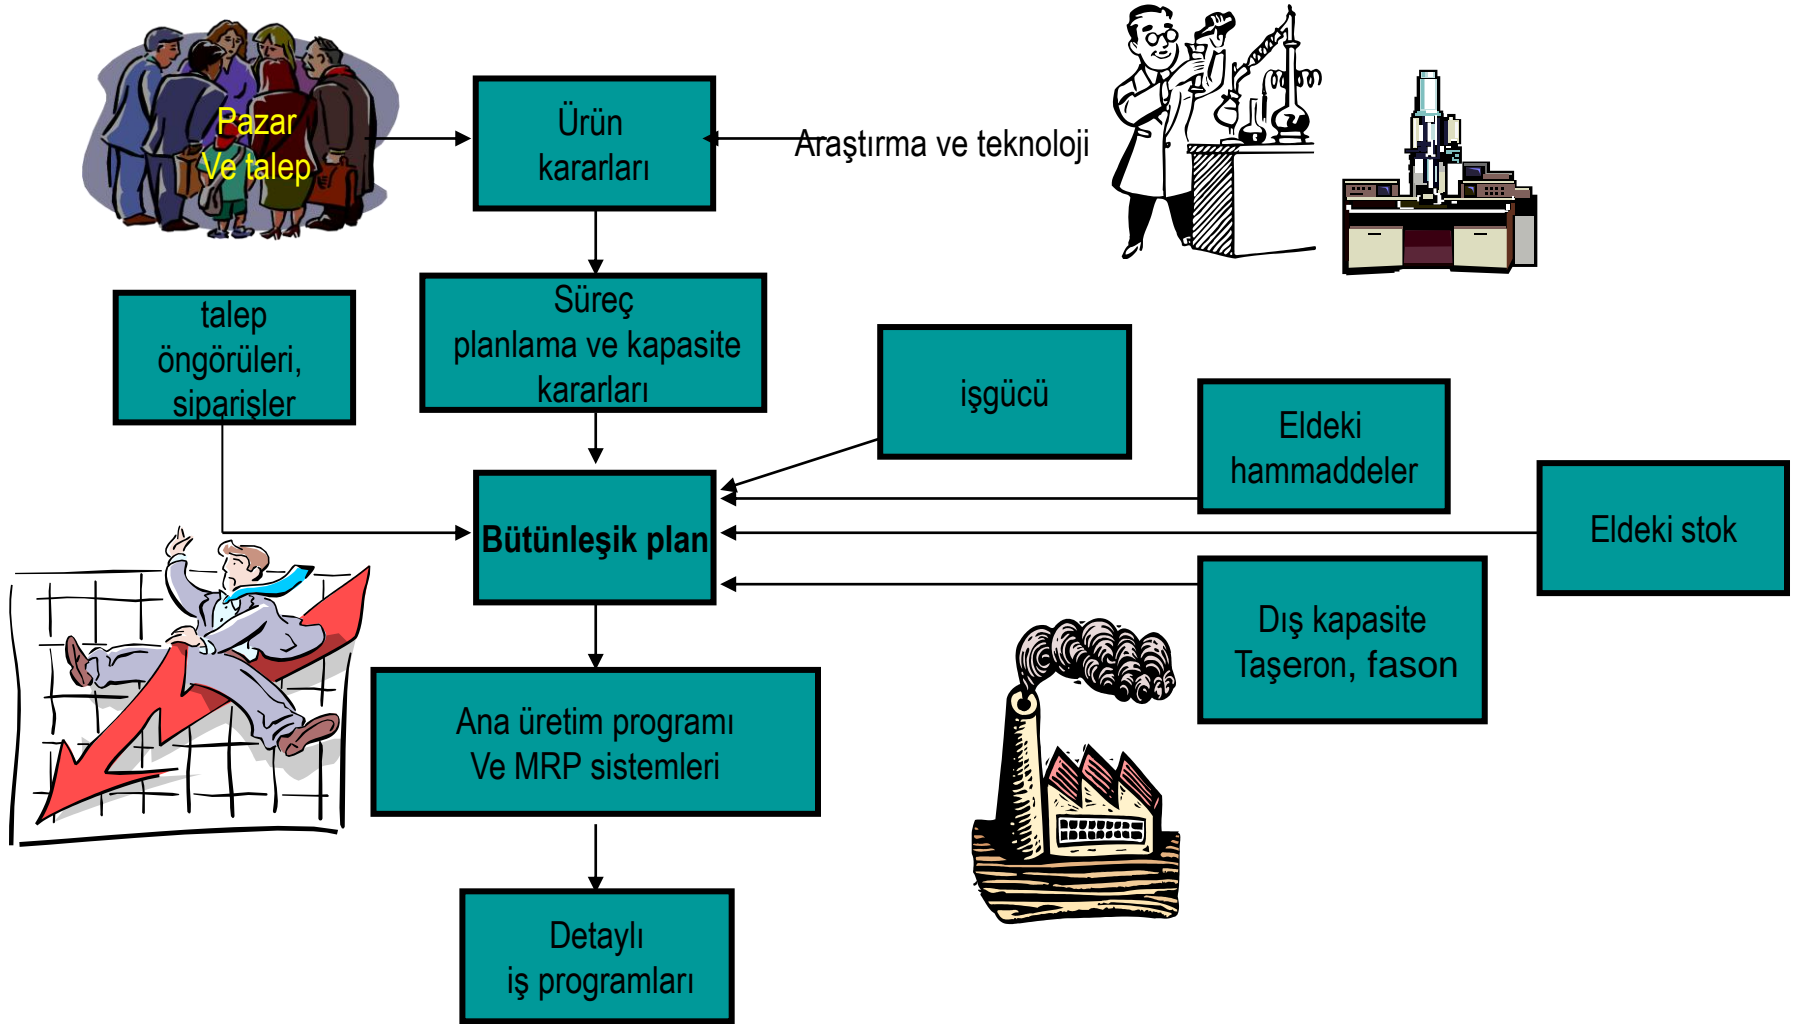 Pazar
Ve talep
Ürün
kararları
Araştırma ve teknoloji
talep
öngörüleri,
siparişler
Süreç
planlama ve kapasite
kararları
işgücü
Eldeki
hammaddeler
Eldeki stok
Bütünleşik plan
Dış kapasite
Taşeron, fason
Ana üretim programı
Ve MRP sistemleri
Detaylı
iş programları